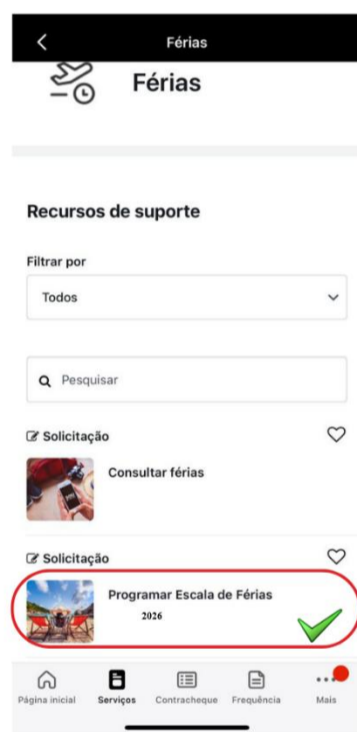 Férias
Férias
Recursos de suporte
Filtrar por
Todos
Pesquisar
Solicitação
Consultar férias
Solicitação
Programar Escala de Férias
2026
Página inicial
Serviços
Contracheque
Frequência
Mais